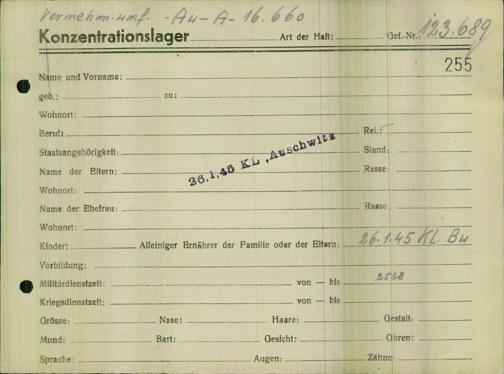 Vernehm. unf. -Au-A-16.660
Konzentrationslager Art der Haft: Gef.-Nr. 123.689
255
Name und Vorname:
geb.: zu:
Wohnort:
Beruf: Rel.:
Staatsangehörigkeit: Stand:
26.1.45 KL. Auschwitz
Name der Eltern: Rasse
Wohnort:
Name der Ehefrau: Rasse
Wohnort:
Kinder: Alleiniger Ernährer der Familie oder der Eltern: 26.1.45 KL. Bu
Vorbildung:
Militärdienstzeit: von — bis 2538
Kriegsdienstzeit: von — bis
Grösse: Nase: Haare: Gestalt:
Mund: Bart: Gesicht: Ohren:
Sprache: Augen: Zähne